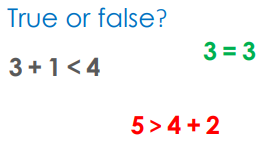 True or false?
3 = 3
3 + 1 < 4
5 > 4 + 2